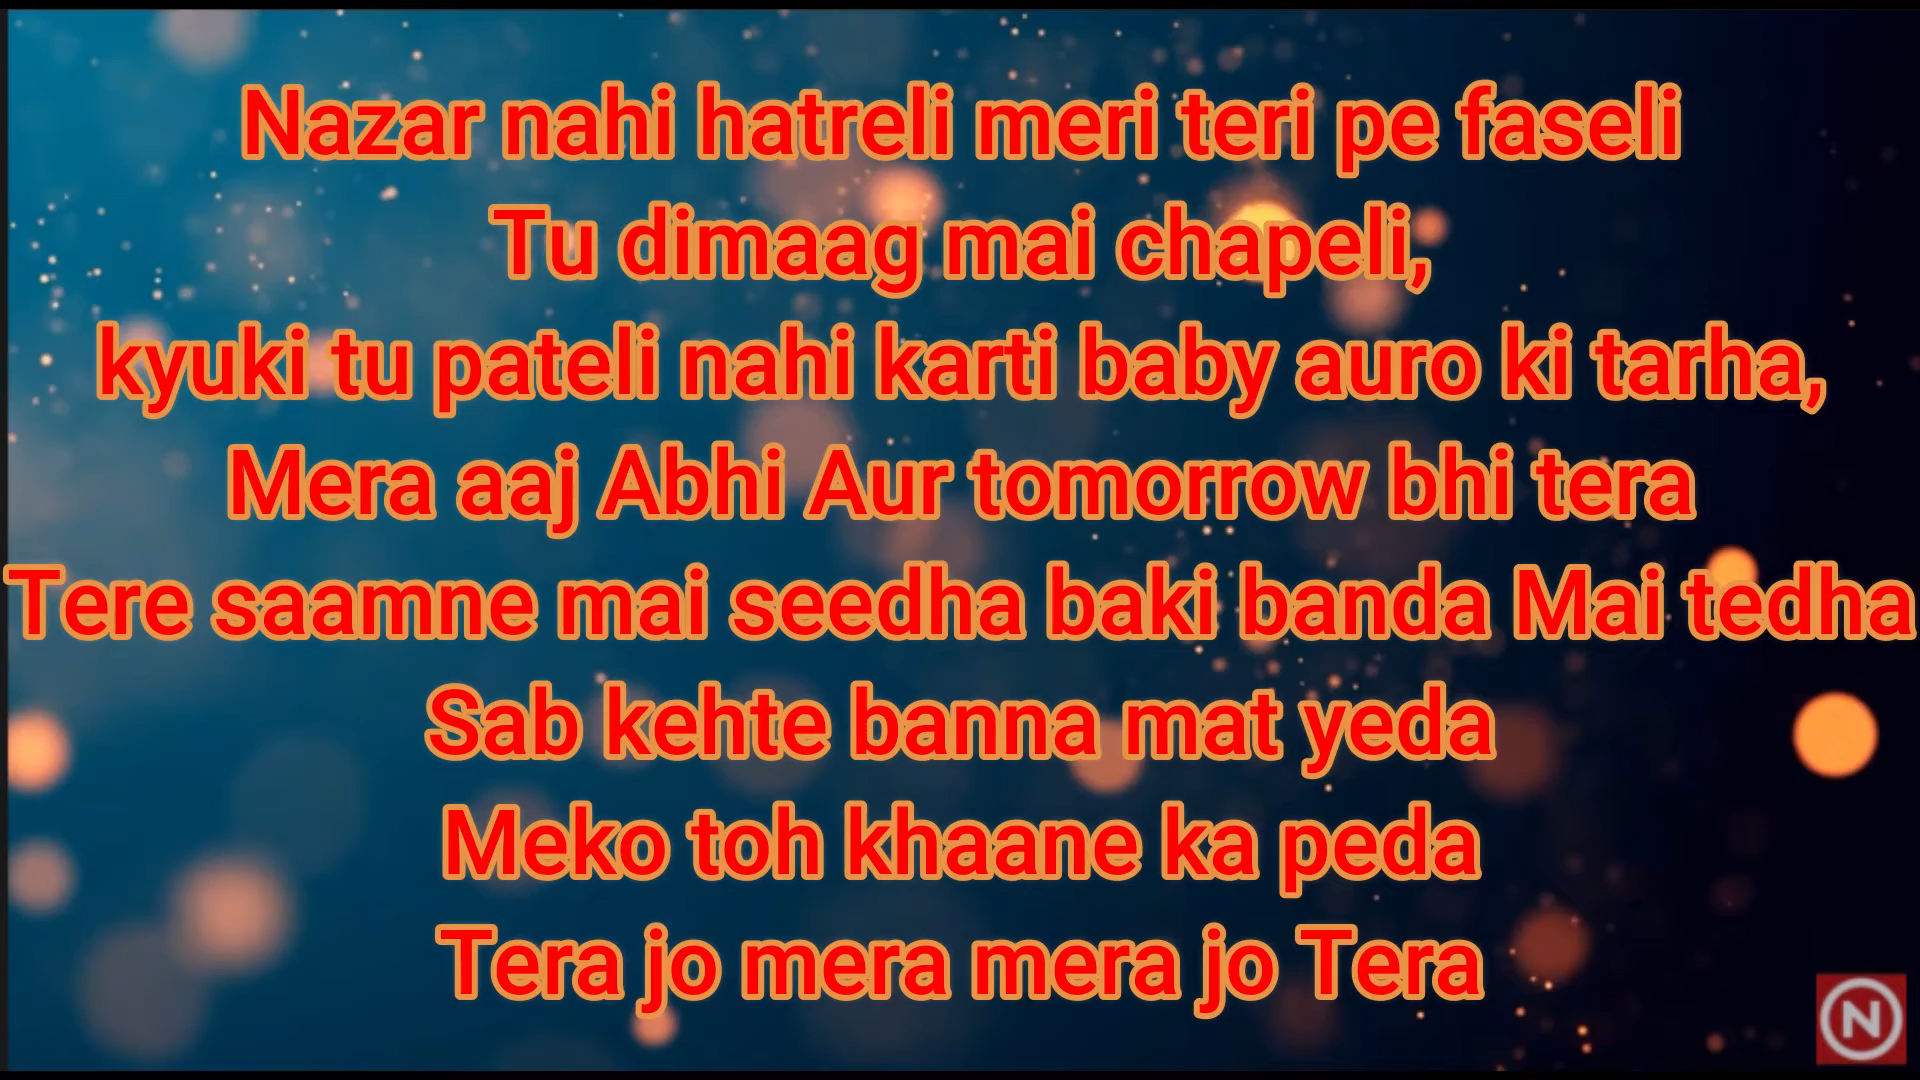 Nazar nahi hatreli meri teri pe faseli
Tu dimaag mai chapeli,
kyuki tu pateli nahi karti baby auro ki tarha,
Mera aaj Abhi Aur tomorrow bhi tera
Tere saamne mai seedha baki banda Mai tedha
Sab kehte banna mat yeda
Meko toh khaane ka peda
Tera jo mera mera jo Tera
N